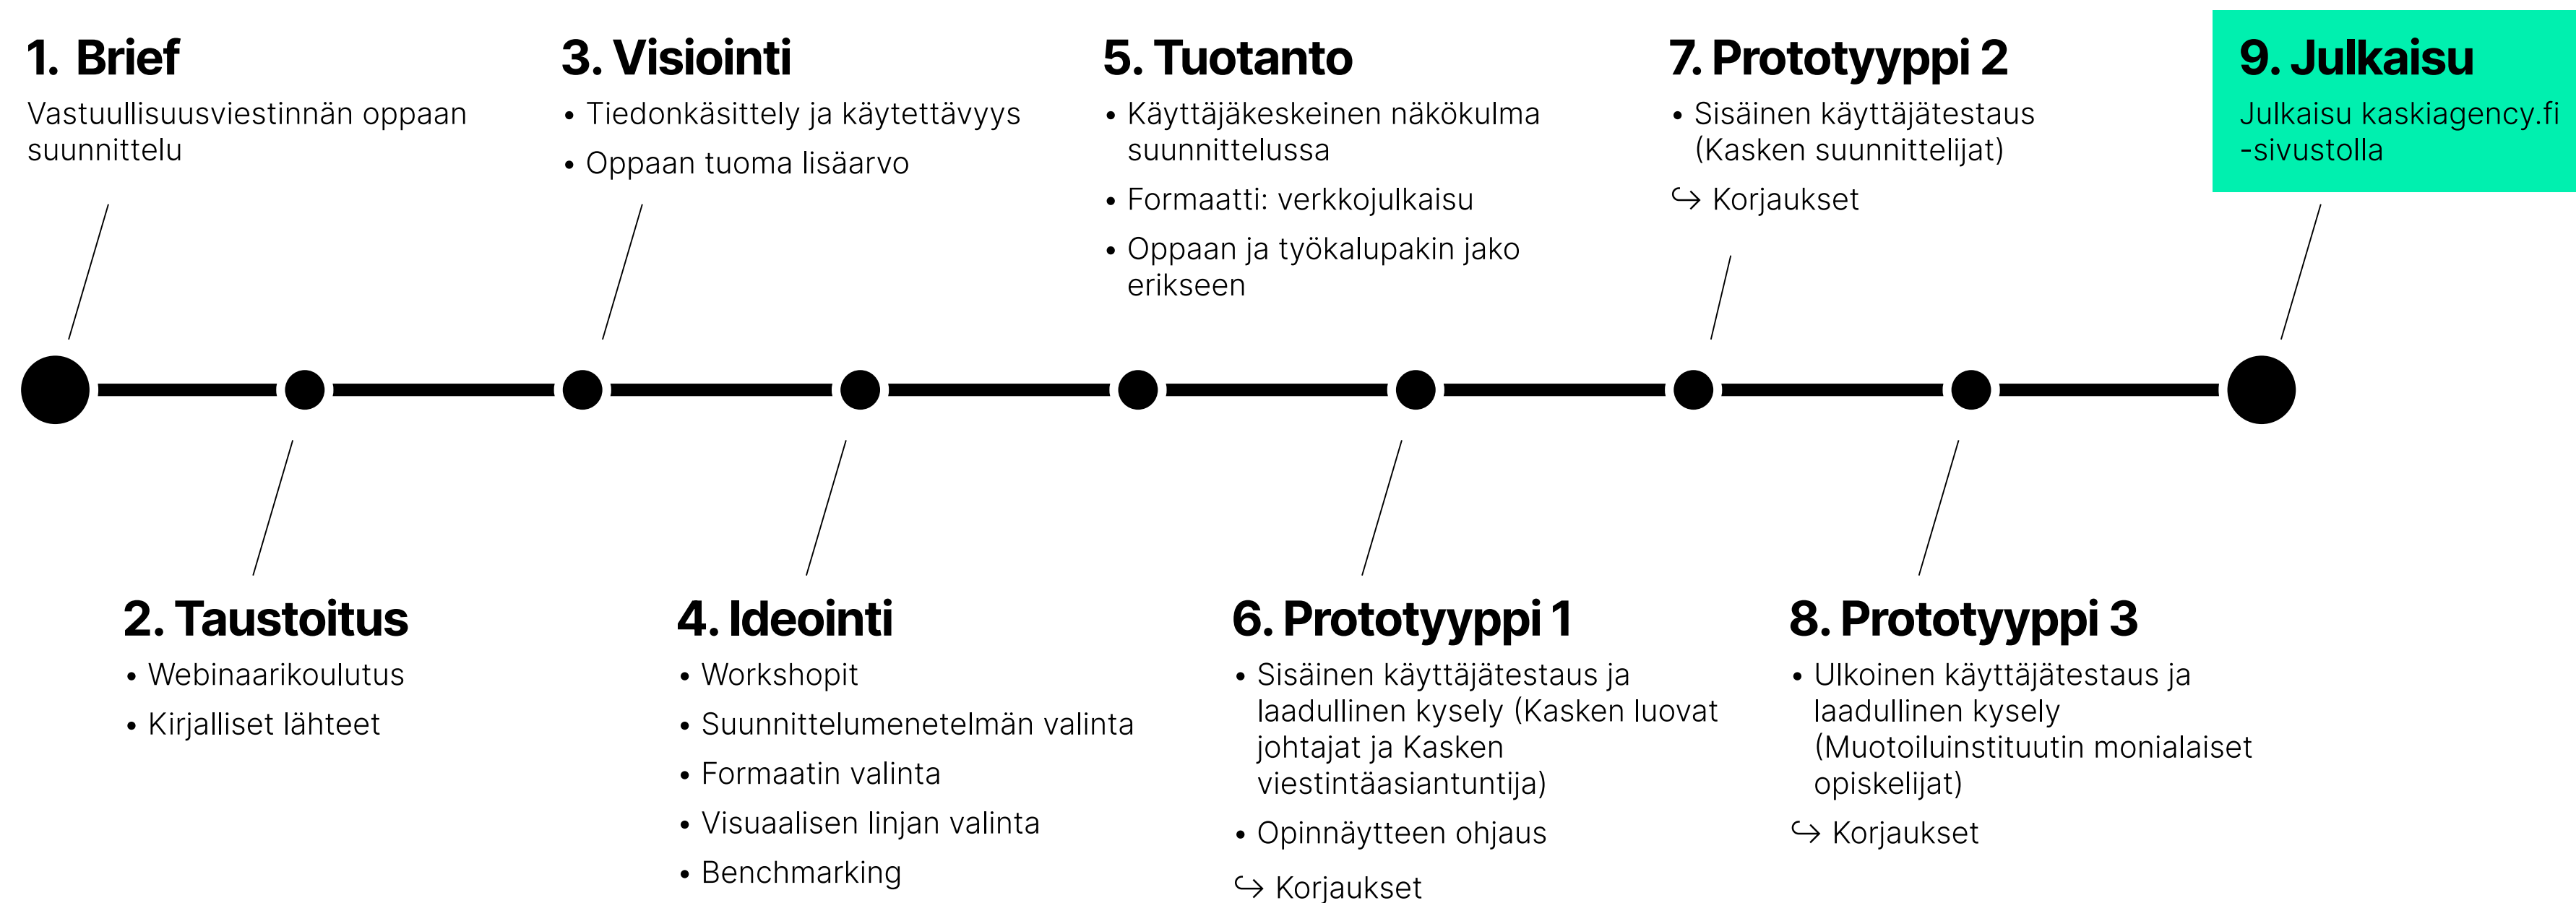 1. Brief
Vastuullisuusviestinnän oppaan
suunnittelu
2. Taustoitus
• Webinaarikoulutus
• Kirjalliset lähteet
3. Visiointi
• Tiedonkäsittely ja käytettävyys
• Oppaan tuoma lisäarvo
4. Ideointi
• Workshopit
• Suunnittelumenetelmän valinta
• Formaatin valinta
• Visuaalisen linjan valinta
• Benchmarking
5. Tuotanto
• Käyttäjäkeskeinen näkökulma
suunnittelussa
• Formaatti: verkkojulkaisu
• Oppaan ja työkalupakin jako
erikseen
6. Prototyyppi 1
• Sisäinen käyttäjätestaus ja
laadullinen kysely (Kasken luovat
johtajat ja Kasken
viestintäasiantuntija)
• Opinnäytteen ohjaus
↪ Korjaukset
7. Prototyyppi 2
• Sisäinen käyttäjätestaus
(Kasken suunnittelijat)
↪ Korjaukset
8. Prototyyppi 3
• Ulkoinen käyttäjätestaus ja
laadullinen kysely
(Muotoiluinstituutin monialaiset
opiskelijat)
↪ Korjaukset
9. Julkaisu
Julkaisu kaskiagency.fi
-sivustolla